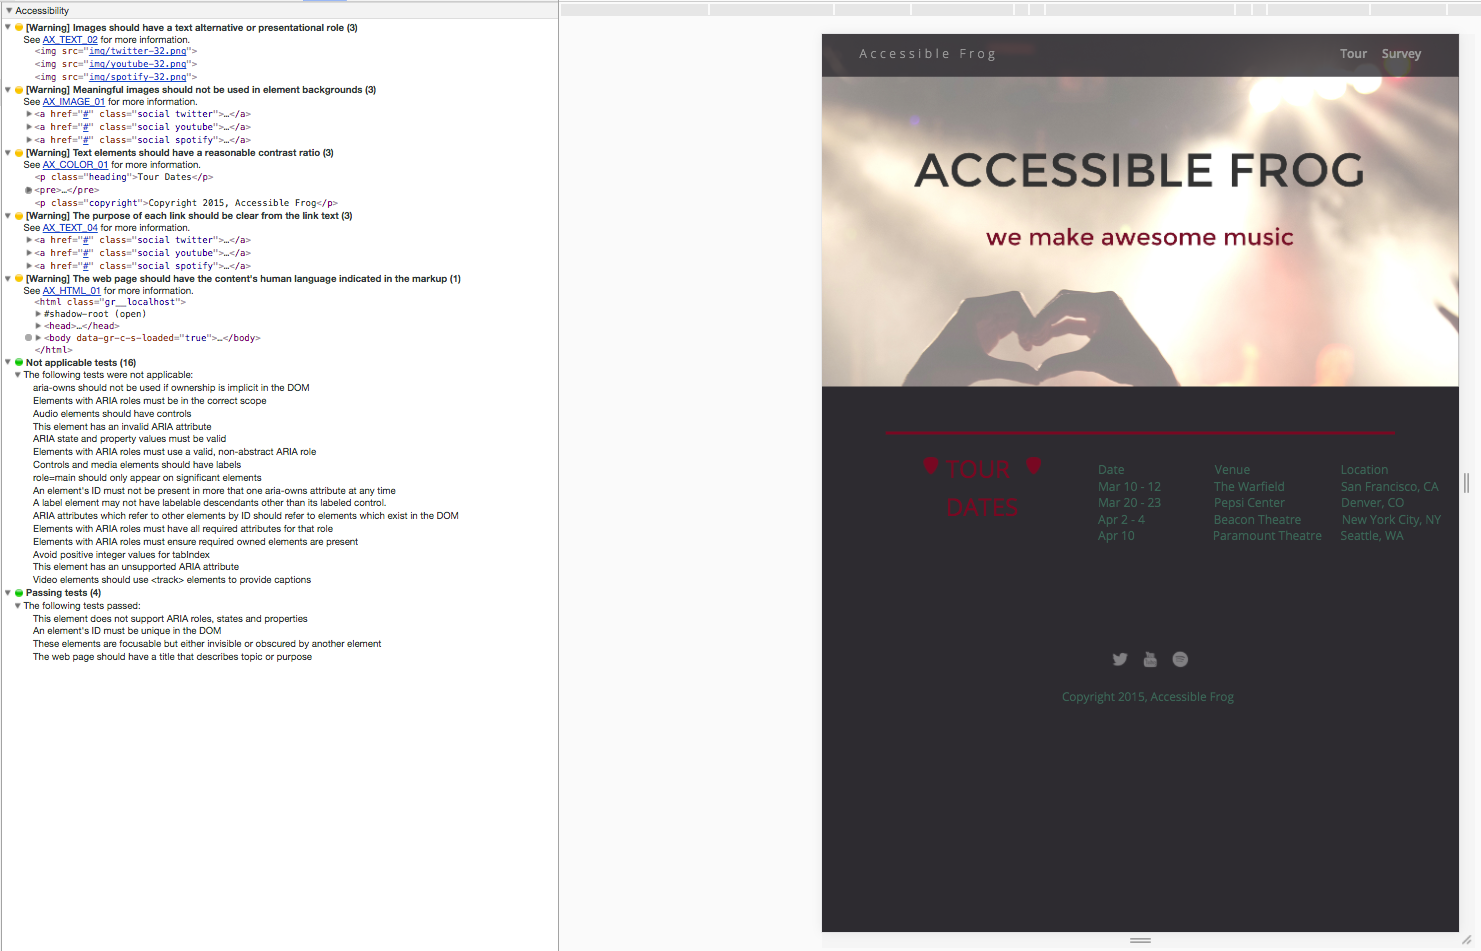 Accessibility
[Warning] Images should have a text alternative or presentational role (3)
See AX_TEXT_02 for more information.
<img src="img/twitter-32.png">
<img src="img/youtube-32.png">
<img src="img/spotify-32.png">
[Warning] Meaningful images should not be used in element backgrounds (3)
See AX_IMAGE_01 for more information.
<a href="#" class="social twitter">…</a>
<a href="#" class="social youtube">…</a>
<a href="#" class="social spotify">…</a>
[Warning] Text elements should have a reasonable contrast ratio (3)
See AX_COLOR_01 for more information.
<p class="heading">Tour Dates</p>
<pre>…</pre>
<p class="copyright">Copyright 2015, Accessible Frog</p>
[Warning] The purpose of each link should be clear from the link text (3)
See AX_TEXT_04 for more information.
<a href="#" class="social twitter">…</a>
<a href="#" class="social youtube">…</a>
<a href="#" class="social spotify">…</a>
[Warning] The web page should have the content's human language indicated in the markup (1)
See AX_HTML_01 for more information.
<html class="gr__localhost">
#shadow-root (open)
<head>…</head>
<body data-gr-c-s-loaded="true">…</body>
</html>
Not applicable tests (16)
The following tests were not applicable:
aria-owns should not be used if ownership is implicit in the DOM
Elements with ARIA roles must be in the correct scope
Audio elements should have controls
This element has an invalid ARIA attribute
ARIA state and property values must be valid
Elements with ARIA roles must use a valid, non-abstract ARIA role
Controls and media elements should have labels
role=main should only appear on significant elements
An element's ID must not be present in more that one aria-owns attribute at any time
A label element may not have labelable descendants other than its labeled control.
ARIA attributes which refer to other elements by ID should refer to elements which exist in the DOM
Elements with ARIA roles must have all required attributes for that role
Elements with ARIA roles must ensure required owned elements are present
Avoid positive integer values for tabIndex
This element has an unsupported ARIA attribute
Video elements should use <track> elements to provide captions
Passing tests (4)
The following tests passed:
This element does not support ARIA roles, states and properties
An element's ID must be unique in the DOM
These elements are focusable but either invisible or obscured by another element
The web page should have a title that describes topic or purpose
Accessible Frog Tour Survey
ACCESSIBLE FROG
we make awesome music
TOUR
DATES
Date Venue Location
Mar 10 - 12 The Warfield San Francisco, CA
Mar 20 - 23 Pepsi Center Denver, CO
Apr 2 - 4 Beacon Theatre New York City, NY
Apr 10 Paramount Theatre Seattle, WA
Copyright 2015, Accessible Frog